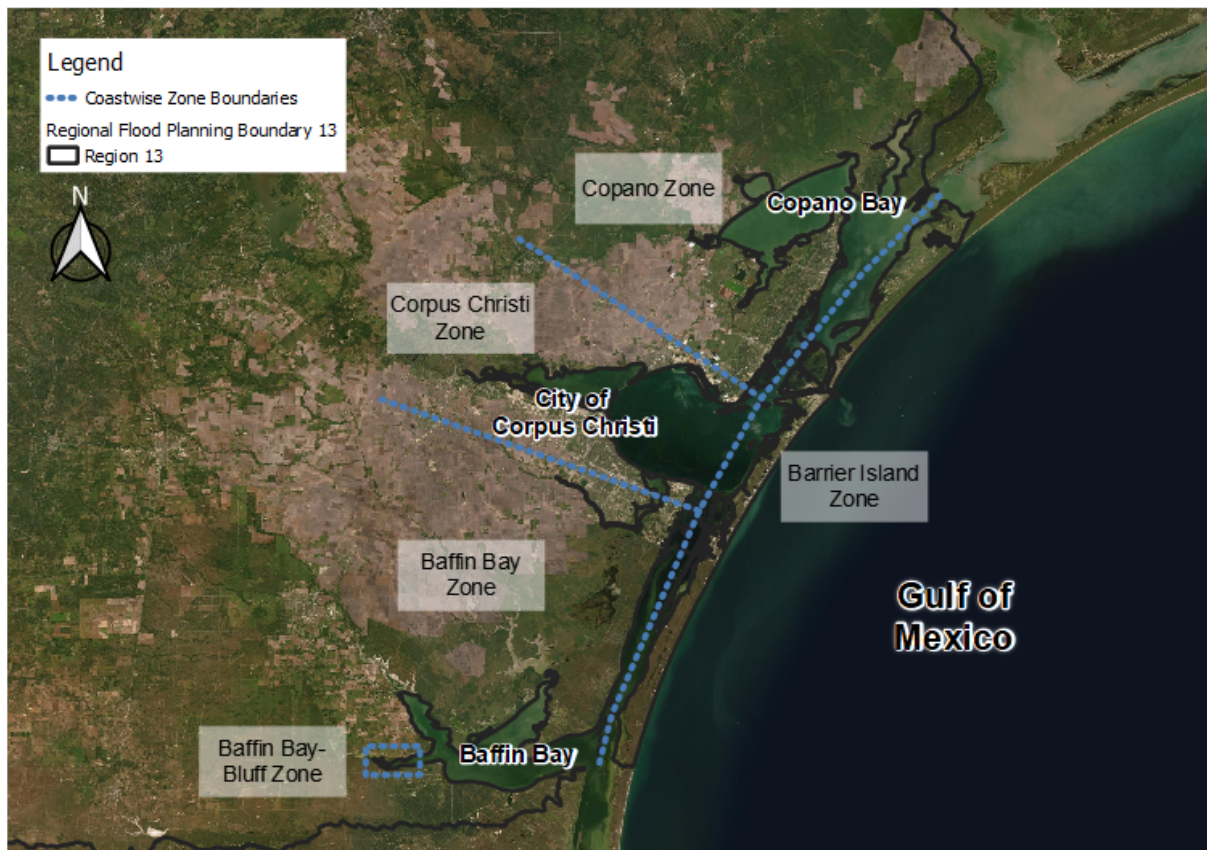 Legend
Coastwise Zone Boundaries
Regional Flood Planning Boundary 13
Region 13
N
Copano Zone
Copano Bay
Corpus Christi
Zone
City of
Corpus Christi
Barrier Island
Zone
Baffin Bay
Zone
Gulf of
Mexico
Baffin Bay-
Bluff Zone
Baffin Bay